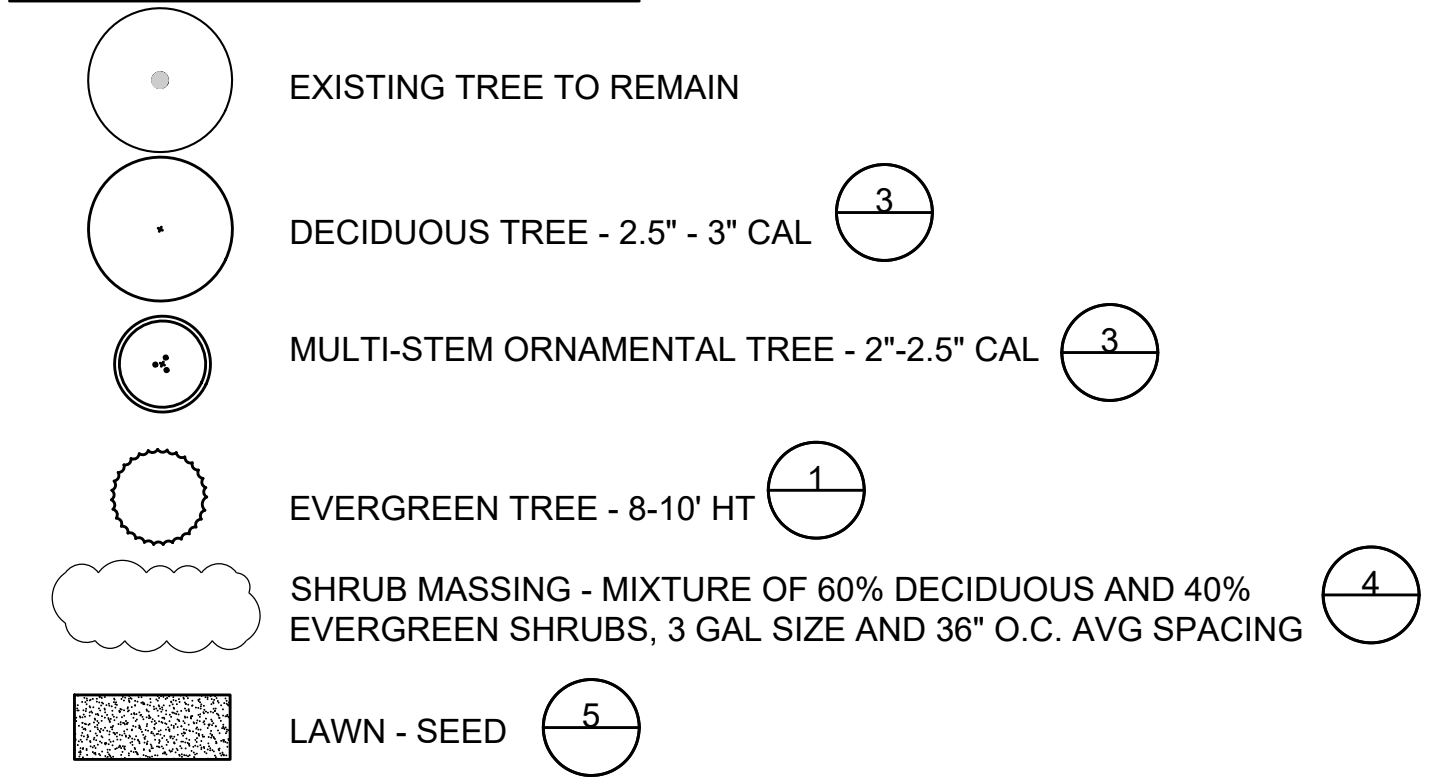 EXISTING TREE TO REMAIN
DECIDUOUS TREE - 2.5" - 3" CAL
3
MULTI-STEM ORNAMENTAL TREE - 2"-2.5" CAL
3
EVERGREEN TREE - 8-10' HT
1
SHRUB MASSING - MIXTURE OF 60% DECIDUOUS AND 40%
EVERGREEN SHRUBS, 3 GAL SIZE AND 36" O.C. AVG SPACING
4
LAWN - SEED
5